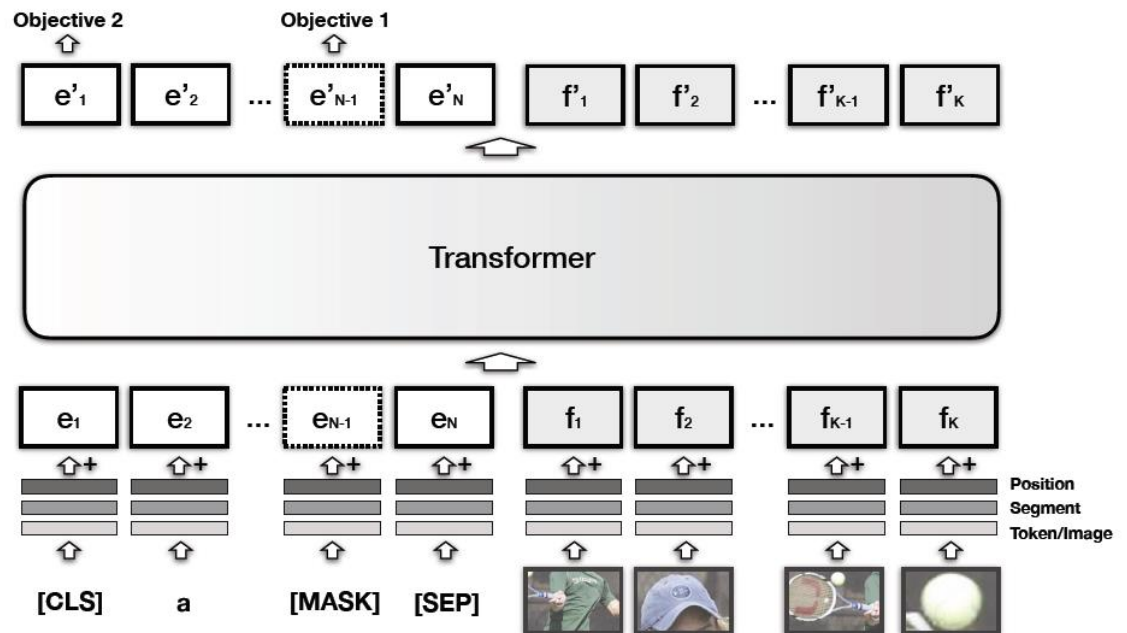 Objective 2 Objective 1
e'1 e'2 ... e'N-1 e'N f'1 f'2 ... f'K-1 f'K
Transformer
e1 e2 ... eN-1 eN f1 f2 ... fK-1 fK
+ + + + + + + +
Position
Segment
Token/Image
[CLS] a [MASK] [SEP]